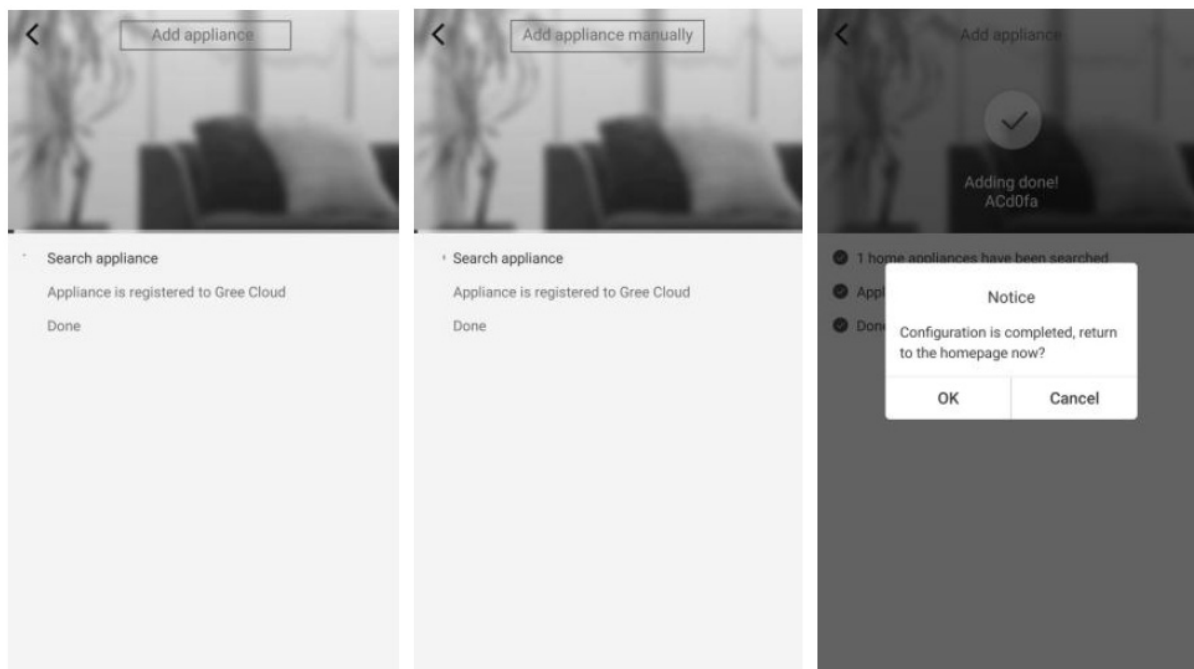 Add appliance
Search appliance
Appliance is registered to Gree Cloud
Done
Add appliance manually
Search appliance
Appliance is registered to Gree Cloud
Done
Add appliance
Adding done!
ACd0fa
1 home appliances have been searched
Appl
Done
Notice
Configuration is completed, return
to the homepage now?
OK
Cancel